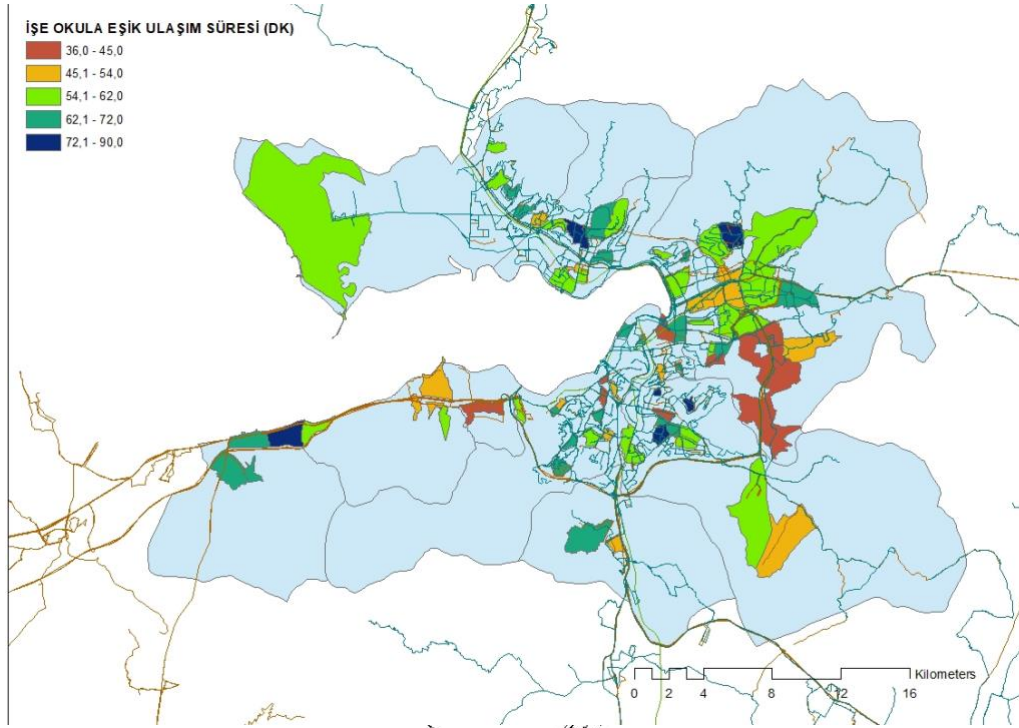 İŞE OKULA EŞİK ULAŞIM SÜRESİ (DK)
36,0 - 45,0
45,1 - 54,0
54,1 - 62,0
62,1 - 72,0
72,1 - 90,0
Kilometers
0 2 4 8 12 16